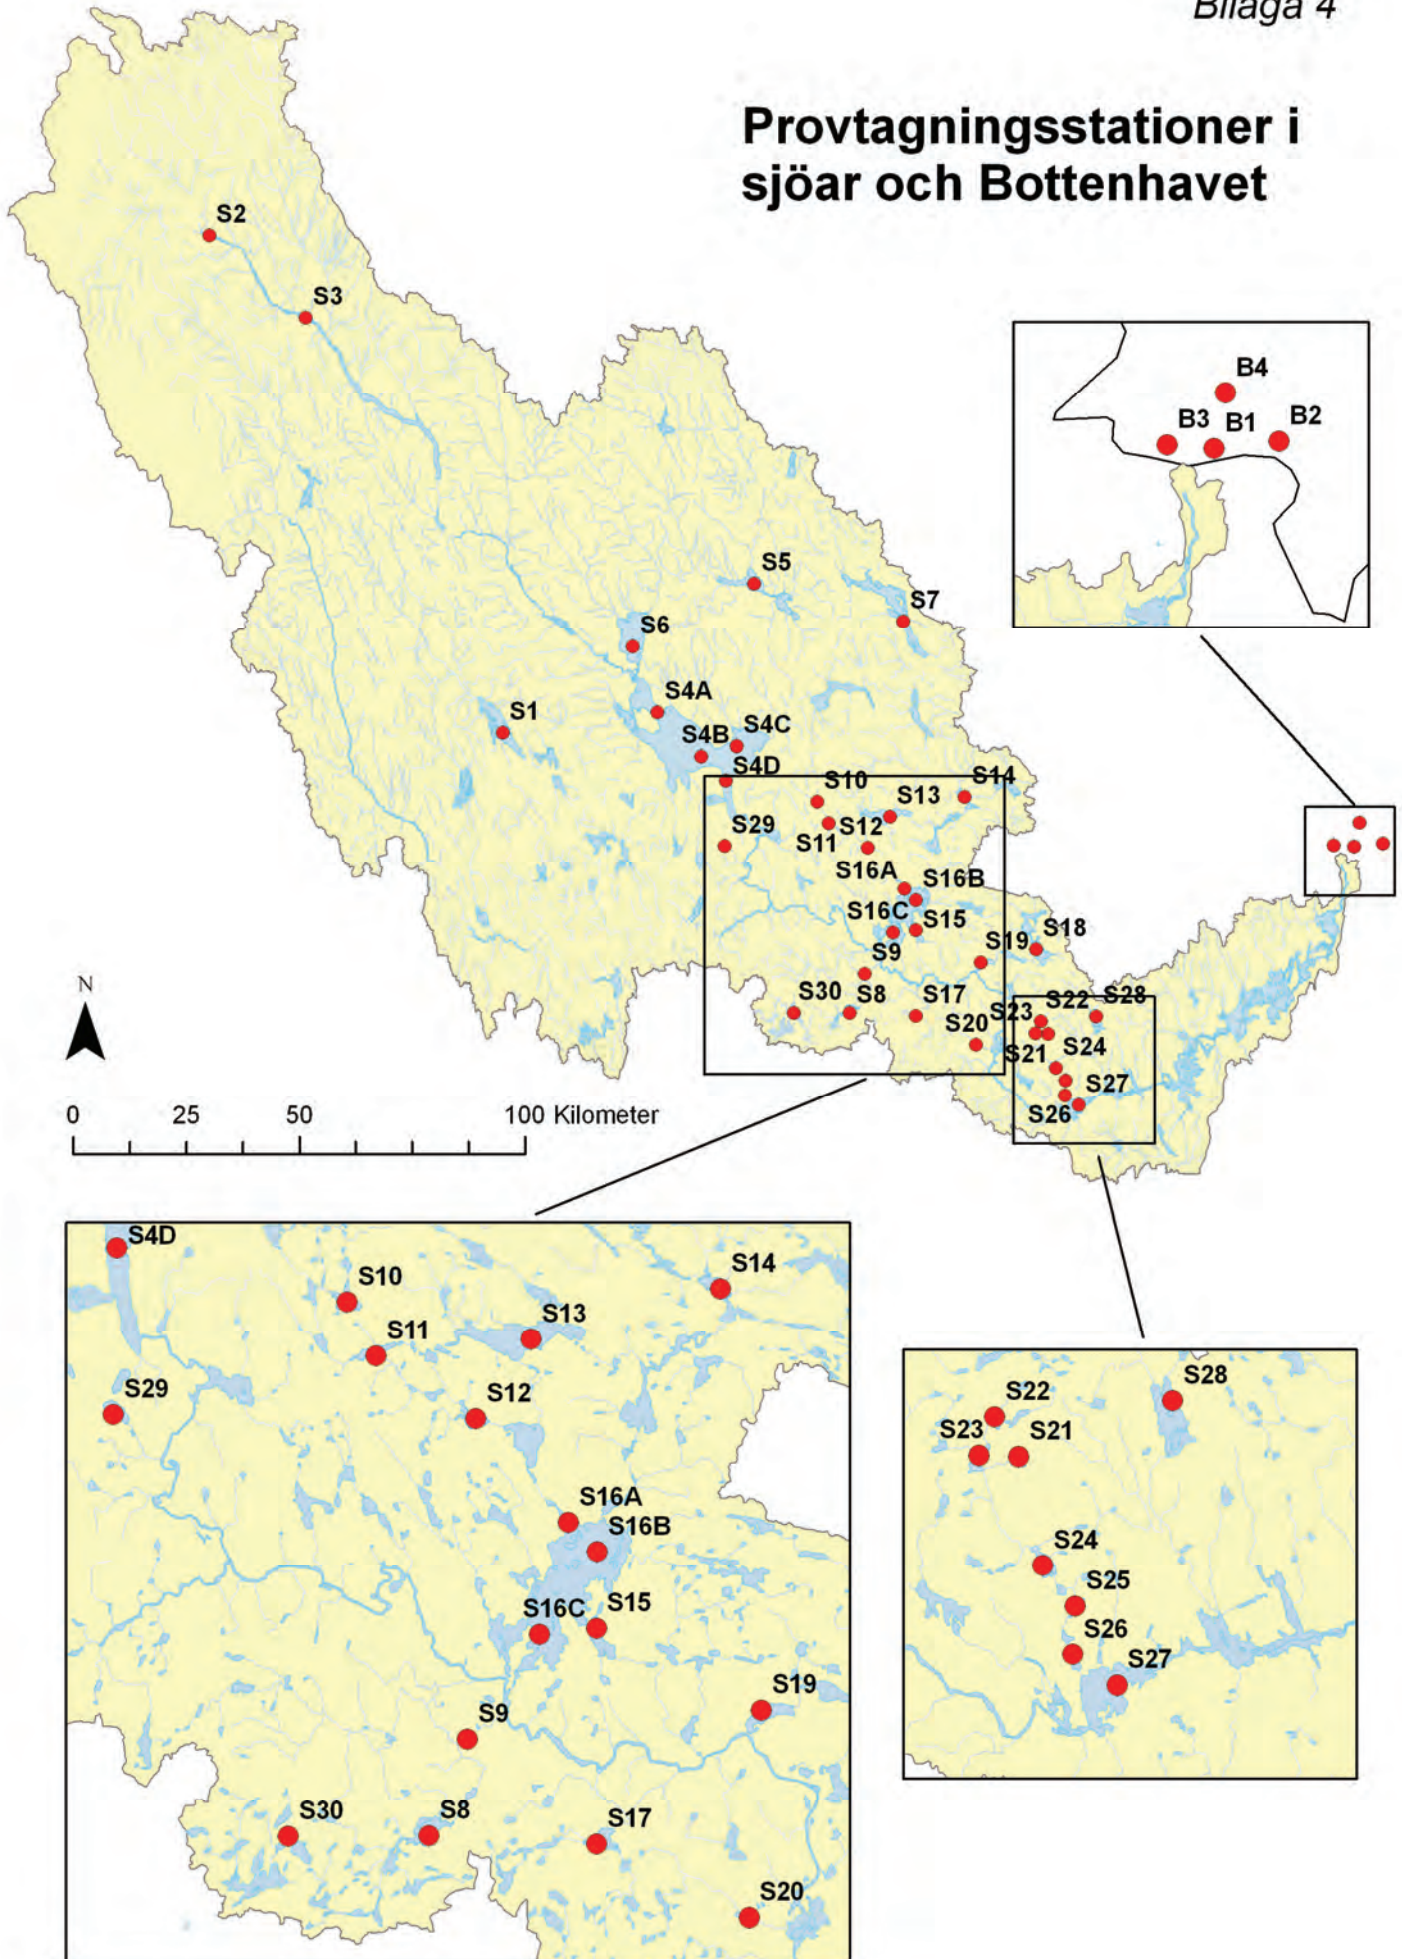 Bilaga 4
Provtagningsstationer i
sjöar och Bottenhavet
S2
S3
B4
B3
B1
B2
S5
S7
S6
S4A
S1
S4B
S4C
S4D
S10
S13
S14
S29
S11
S12
S16A
S16B
S16C
S15
S9
S19
S18
S30
S8
S17
S20
S23
S22
S28
S21
S24
S27
S26
N
0 25 50 100 Kilometer
S4D
S10
S14
S11
S13
S29
S12
S16A
S16B
S16C
S15
S9
S19
S30
S8
S17
S20
S22
S28
S23
S21
S24
S25
S26
S27